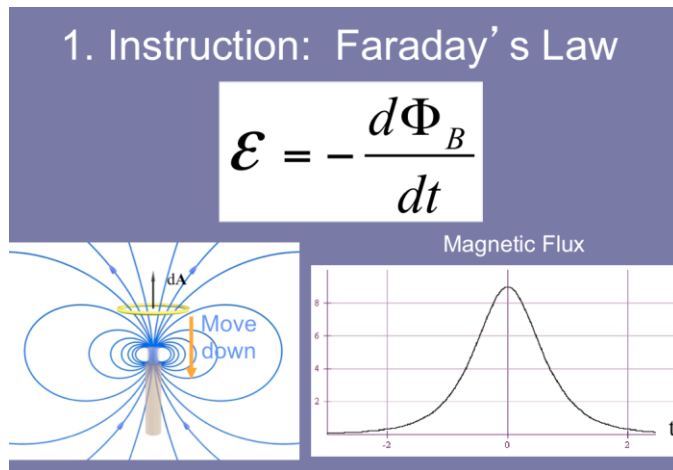 1. Instruction: Faraday’s Law
ε = - dΦ_B / dt
dA
Move
down
Magnetic Flux
8
6
4
2
-2 0 2
t